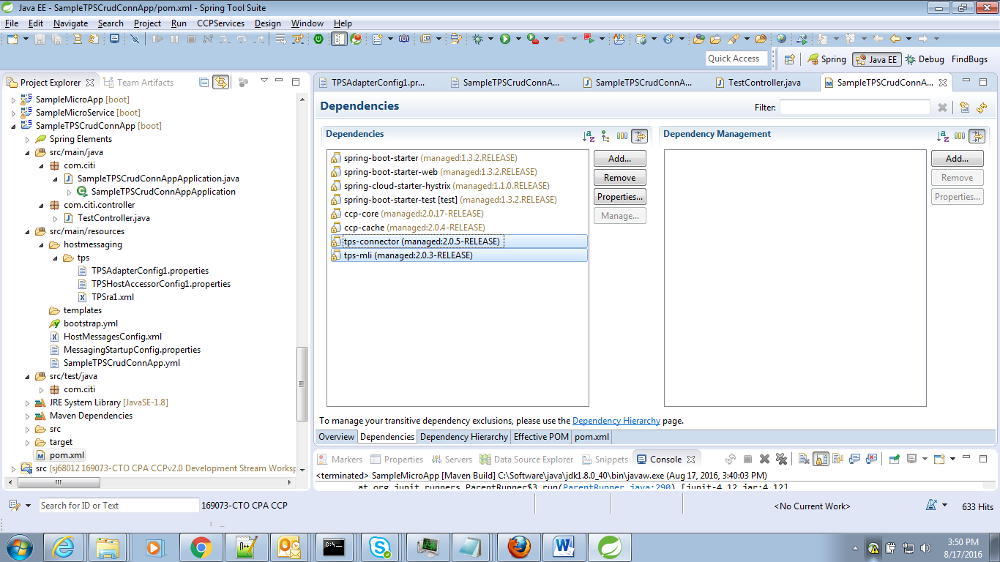 Java EE - SampleTPSCrudConnApp/pom.xml - Spring Tool Suite
File Edit Navigate Search Project Run CCPServices Design Window Help
Quick Access
Spring Java EE Debug FindBugs
Project Explorer Team Artifacts
SampleMicroApp [boot]
SampleMicroService [boot]
SampleTPSCrudConnApp [boot]
Spring Elements
src/main/java
com.citi
SampleTPSCrudConnAppApplication.java
SampleTPSCrudConnAppApplication
com.citi.controller
TestController.java
src/main/resources
hostmessaging
tps
TPSAdapterConfig1.properties
TPSHostAccessorConfig1.properties
TPSra1.xml
templates
bootstrap.yml
HostMessagesConfig.xml
MessagingStartupConfig.properties
SampleTPSCrudConnApp.yml
src/test/java
com.citi
JRE System Library [JavaSE-1.8]
Maven Dependencies
src
target
pom.xml
src (sj68012 169073-CTO CPA CCPv2.0 Development Stream Worksp
TPSAdapterConfig1.pr... SampleTPSCrudConnA... SampleTPSCrudConnA... TestController.java SampleTPSCrudConnA...
Dependencies
Filter:
Dependencies
spring-boot-starter (managed:1.3.2.RELEASE)
spring-boot-starter-web (managed:1.3.2.RELEASE)
spring-cloud-starter-hystrix (managed:1.1.0.RELEASE)
spring-boot-starter-test [test] (managed:1.3.2.RELEASE)
ccp-core (managed:2.0.17-RELEASE)
ccp-cache (managed:2.0.4-RELEASE)
tps-connector (managed:2.0.5-RELEASE)
tps-mli (managed:2.0.3-RELEASE)
Add...
Remove
Properties...
Manage...
Dependency Management
Add...
Remove
Properties...
To manage your transitive dependency exclusions, please use the Dependency Hierarchy page.
Overview Dependencies Dependency Hierarchy Effective POM pom.xml
Markers Properties Servers Data Source Explorer Snippets Console
<terminated> SampleMicroApp [Maven Build] C:\Software\java\jdk1.8.0_40\bin\javaw.exe (Aug 17, 2016, 3:40:03 PM)
at org.junit.runners.ParentRunner$3.run(ParentRunner.java:290) [junit-4.12.jar:4.12]
Search for ID or Text
169073-CTO CPA CCP
<No Current Work>
633 Hits
3:50 PM
8/17/2016